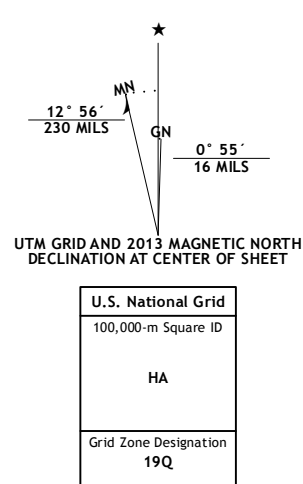 ★
MN
12° 56´
230 MILS
GN
0° 55´
16 MILS
UTM GRID AND 2013 MAGNETIC NORTH
DECLINATION AT CENTER OF SHEET
U.S. National Grid
100,000-m Square ID
HA
Grid Zone Designation
19Q